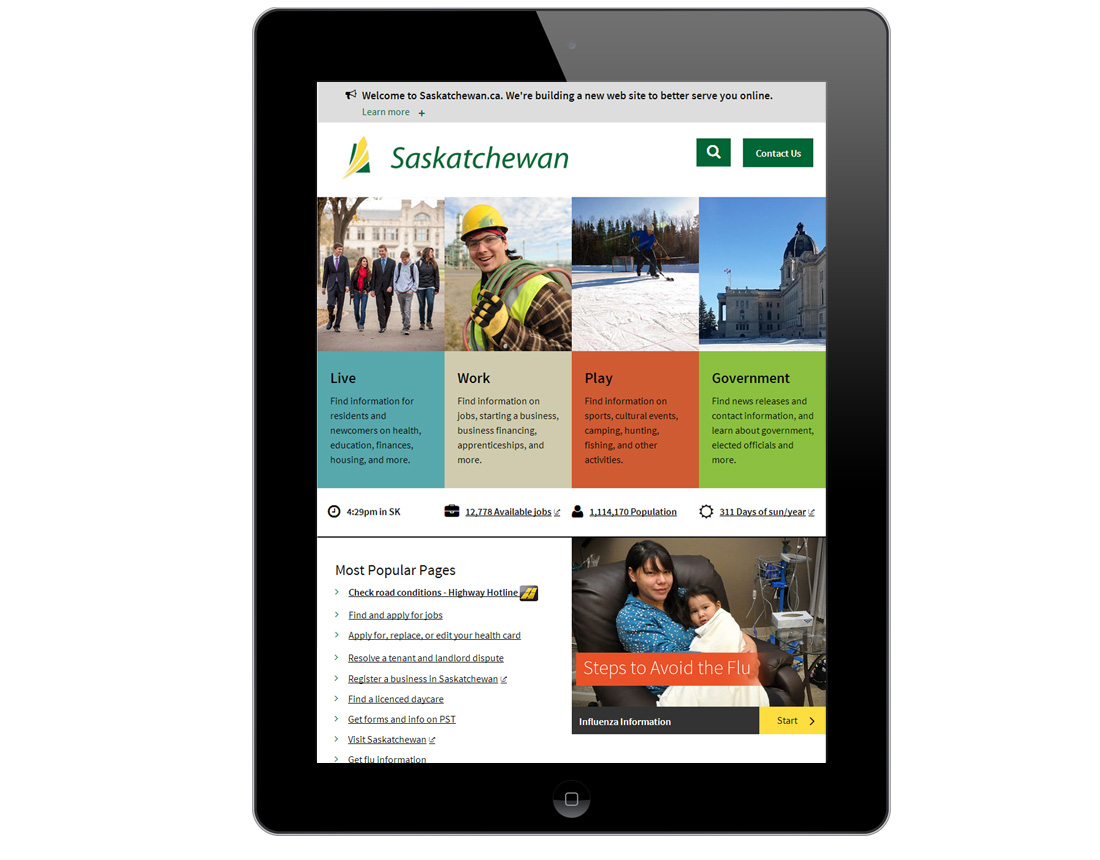 Welcome to Saskatchewan.ca. We're building a new web site to better serve you online.
Learn more +
Saskatchewan
Contact Us
Live
Find information for
residents and
newcomers on health,
education, finances,
housing, and more.
Work
Find information on
jobs, starting a business,
business financing,
apprenticeships, and
more.
Play
Find information on
sports, cultural events,
camping, hunting,
fishing, and other
activities.
Government
Find news releases and
contact information, and
learn about government,
elected officials and
more.
4:29pm in SK
12,778 Available jobs
1,114,170 Population
311 Days of sun/year
Most Popular Pages
Check road conditions - Highway Hotline
Find and apply for jobs
Apply for, replace, or edit your health card
Resolve a tenant and landlord dispute
Register a business in Saskatchewan
Find a licenced daycare
Get forms and info on PST
Visit Saskatchewan
Get flu information
Steps to Avoid the Flu
Influenza Information
Start